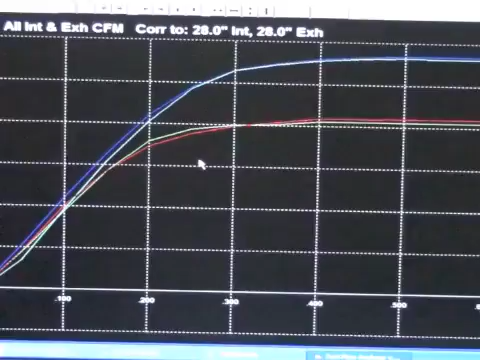 All Int & Exh CFM Corr to: 28.0" Int, 28.0" Exh
.100 .200 .300 .400 .500